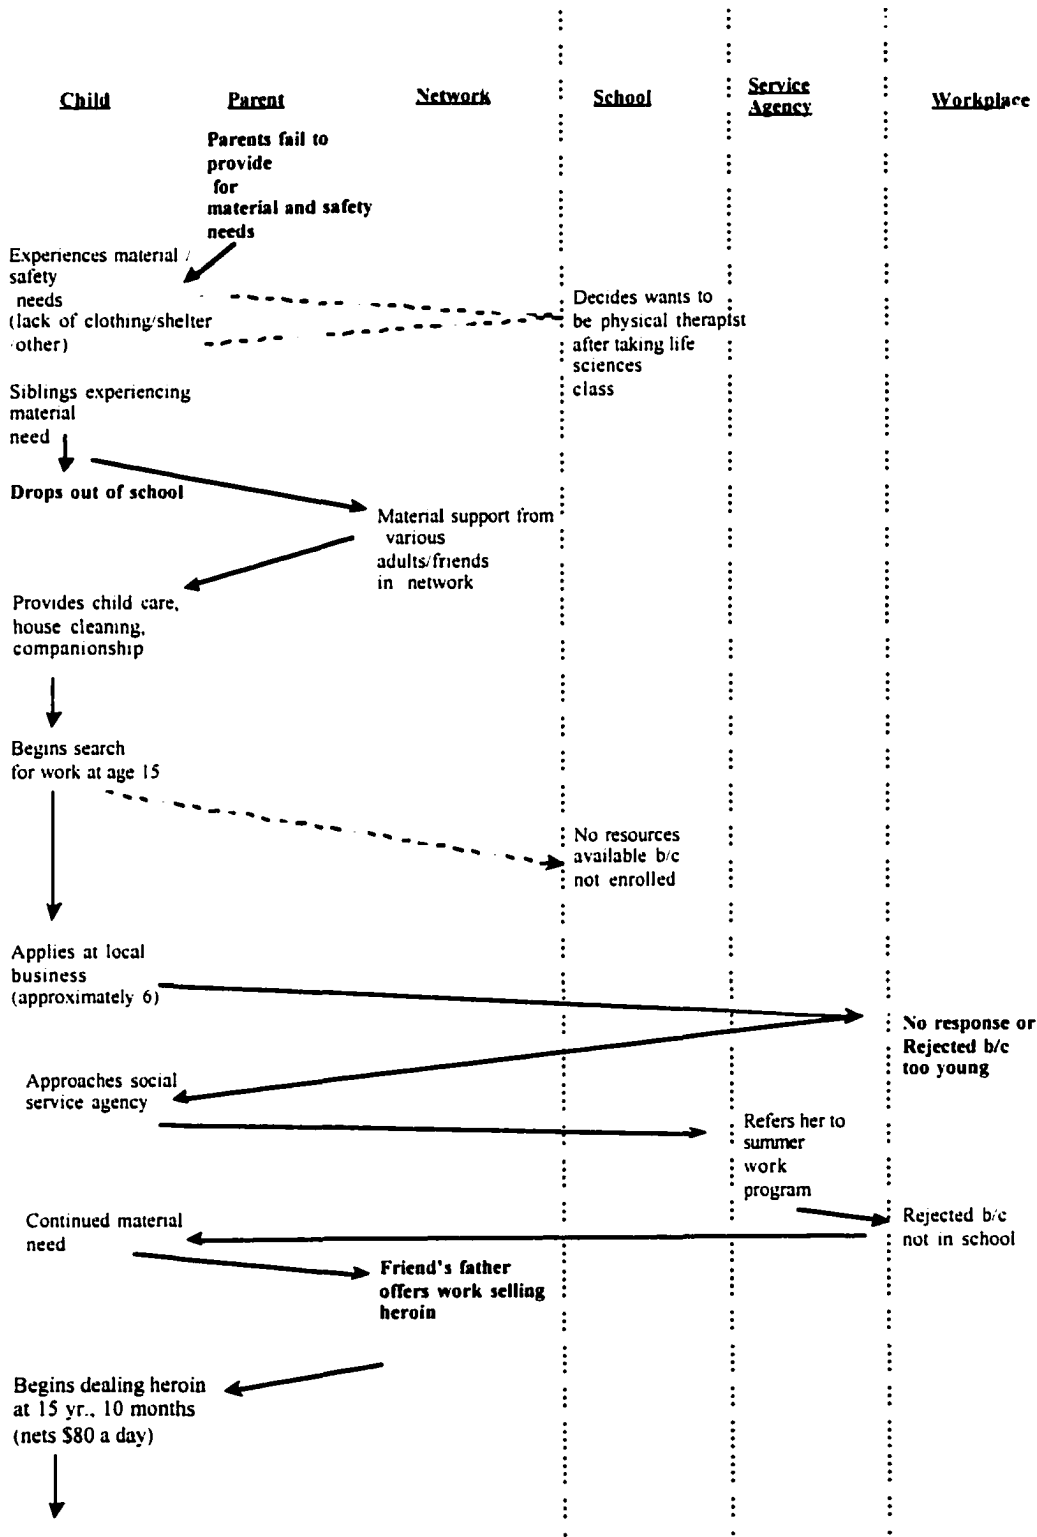 Child Parent Network School Service
Agency Workplace
Parents fail to
provide
for
material and safety
needs
Experiences material /
safety
needs
(lack of clothing/shelter
other)
Decides wants to
be physical therapist
after taking life
sciences
class
Siblings experiencing
material
need
Drops out of school
Material support from
various
adults/friends
in network
Provides child care,
house cleaning,
companionship
Begins search
for work at age 15
No resources
available b/c
not enrolled
Applies at local
business
(approximately 6)
No response or
Rejected b/c
too young
Approaches social
service agency
Refers her to
summer
work
program
Rejected b/c
not in school
Continued material
need
Friend's father
offers work selling
heroin
Begins dealing heroin
at 15 yr., 10 months
(nets $80 a day)